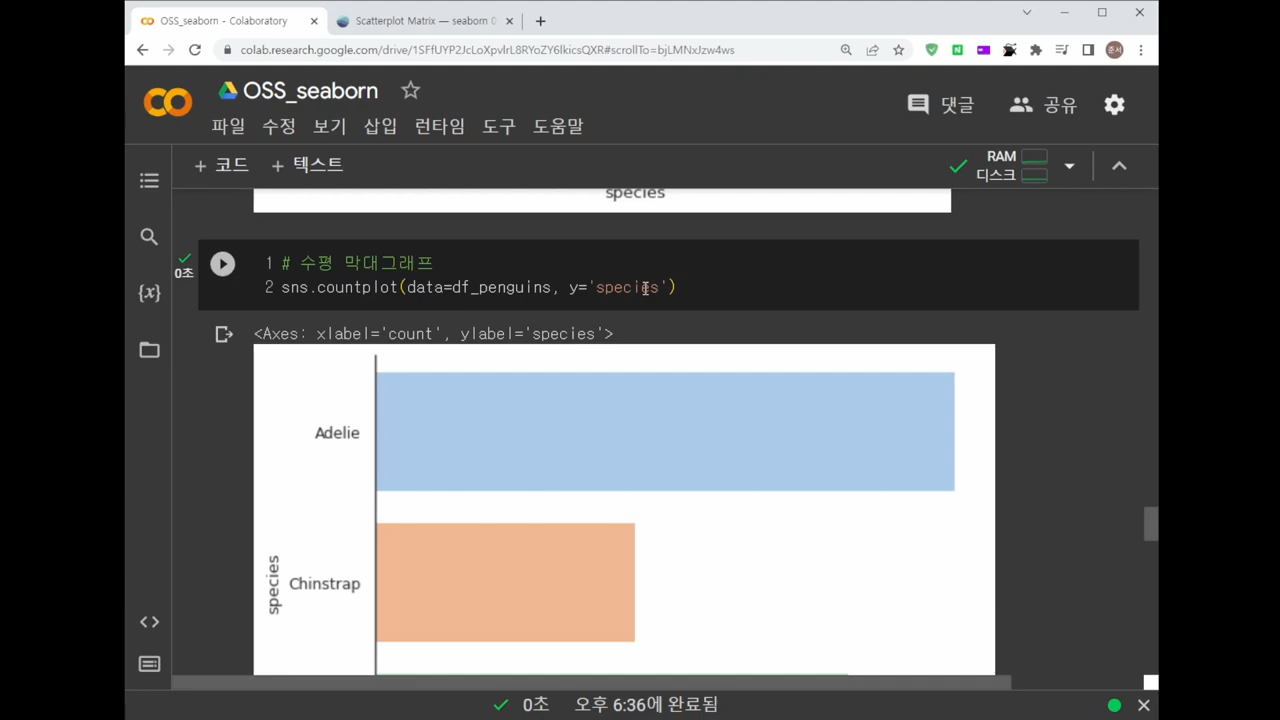 OSS_seaborn - Colaboratory
Scatterplot Matrix — seaborn 0
colab.research.google.com/drive/1SFfUYP2JcLoXpvlrL8RYoZY6lkicsQXR#scrollTo=bjLMNxJzw4ws
준서
OSS_seaborn
댓글
공유
파일 수정 보기 삽입 런타임 도구 도움말
+ 코드 + 텍스트
RAM
디스크
species
0초
1 # 수평 막대그래프
2 sns.countplot(data=df_penguins, y='species')
<Axes: xlabel='count', ylabel='species'>
Adelie
Chinstrap
species
0초 오후 6:36에 완료됨